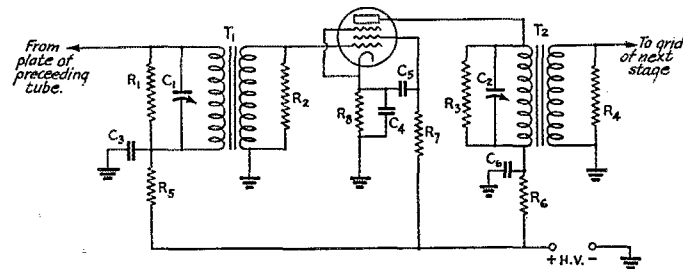 From
plate of
preceeding
tube.
T1
T2
To grid
of next
stage
R1
C1
R2
C5
R3
C2
R4
R8
C4
R7
C3
C6
R5
R6
+ H.V. −